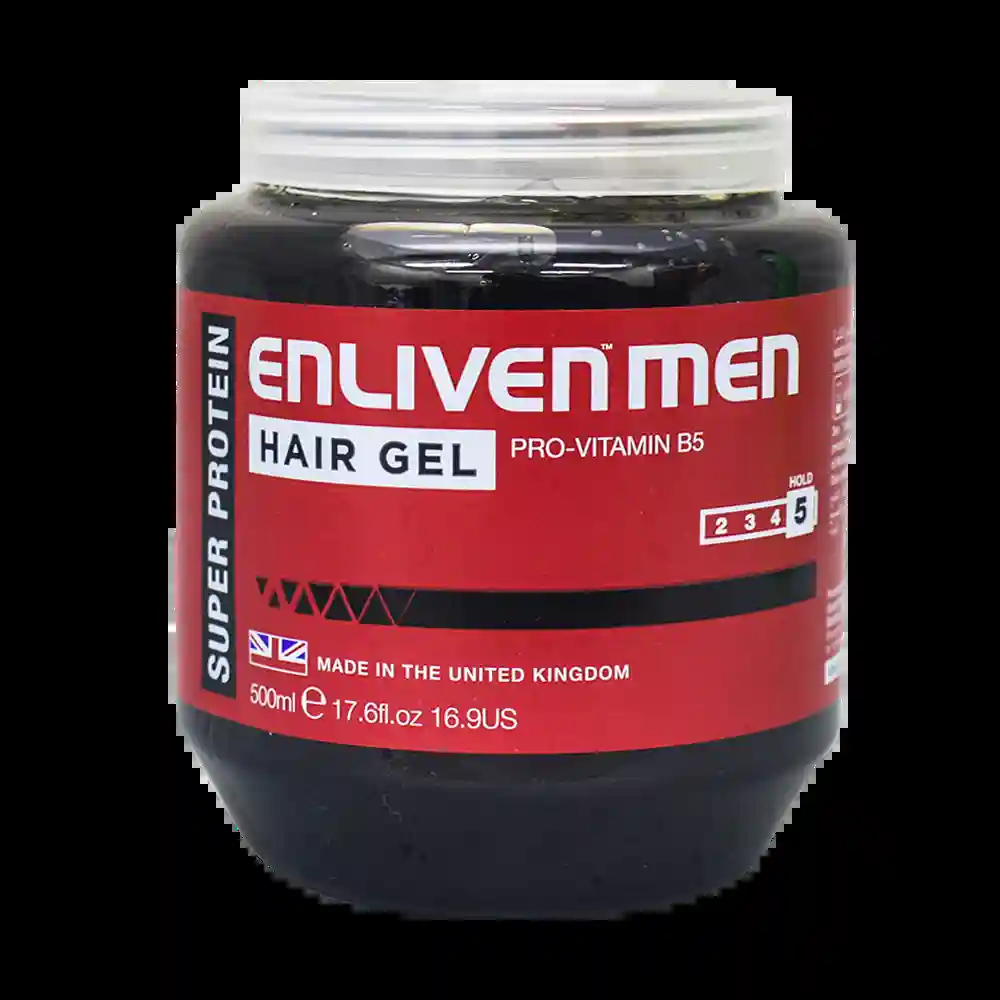 SUPER PROTEIN
ENLIVEN™ MEN
HAIR GEL
PRO-VITAMIN B5
HOLD
2 3 4 5
MADE IN THE UNITED KINGDOM
500ml ℮ 17.6fl.oz 16.9US